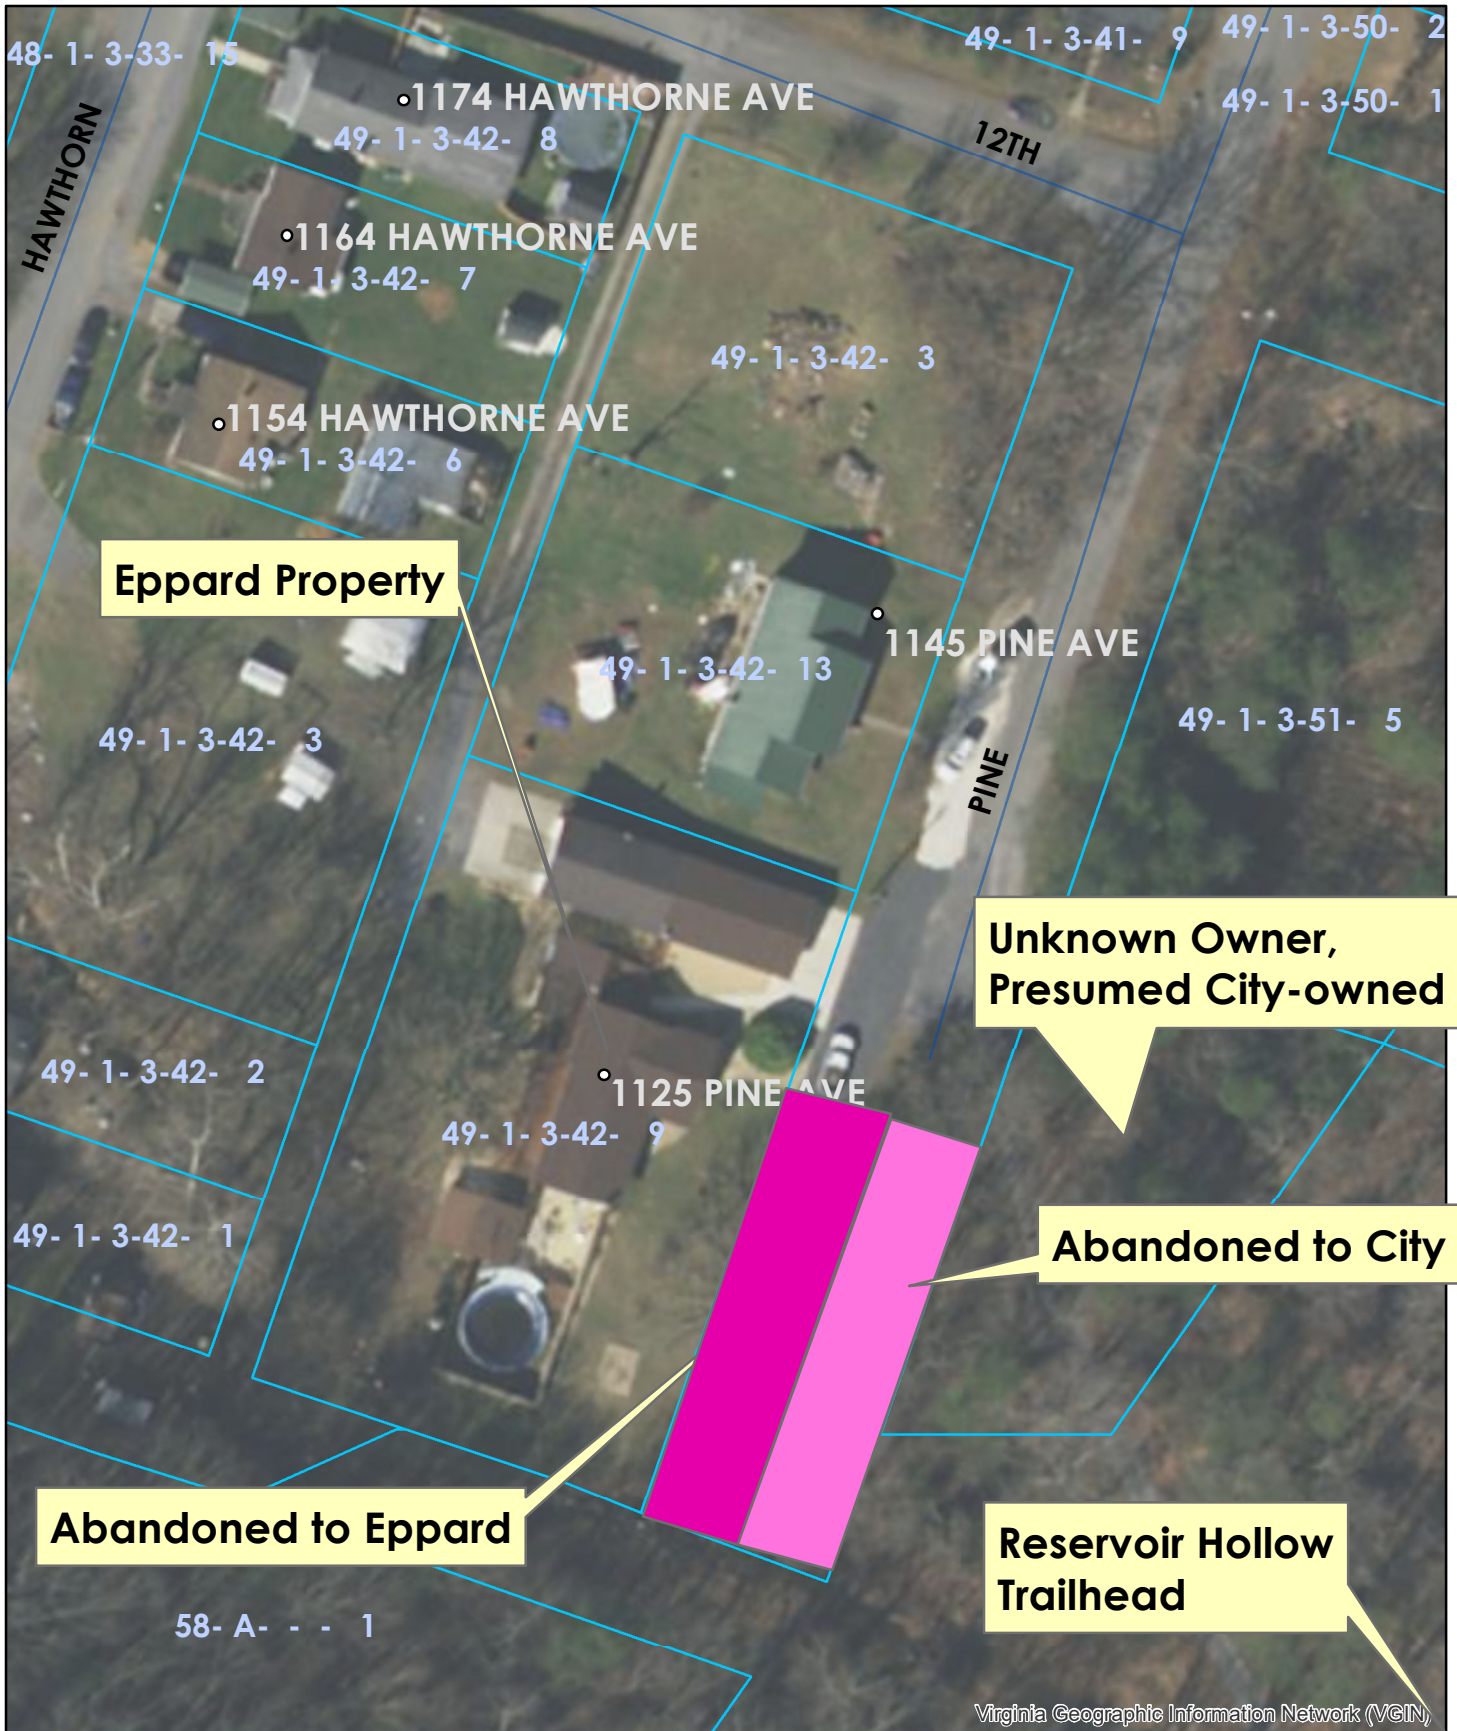 48- 1- 3-33- 15
49- 1- 3-41- 9
49- 1- 3-50- 2
49- 1- 3-50- 1
1174 HAWTHORNE AVE
49- 1- 3-42- 8
12TH
HAWTHORN
1164 HAWTHORNE AVE
49- 1- 3-42- 7
49- 1- 3-42- 3
1154 HAWTHORNE AVE
49- 1- 3-42- 6
Eppard Property
1145 PINE AVE
49- 1- 3-42- 13
49- 1- 3-51- 5
49- 1- 3-42- 3
PINE
Unknown Owner,
Presumed City-owned
49- 1- 3-42- 2
1125 PINE AVE
49- 1- 3-42- 9
49- 1- 3-42- 1
Abandoned to City
Abandoned to Eppard
Reservoir Hollow
Trailhead
58- A- - - 1
Virginia Geographic Information Network (VGIN)